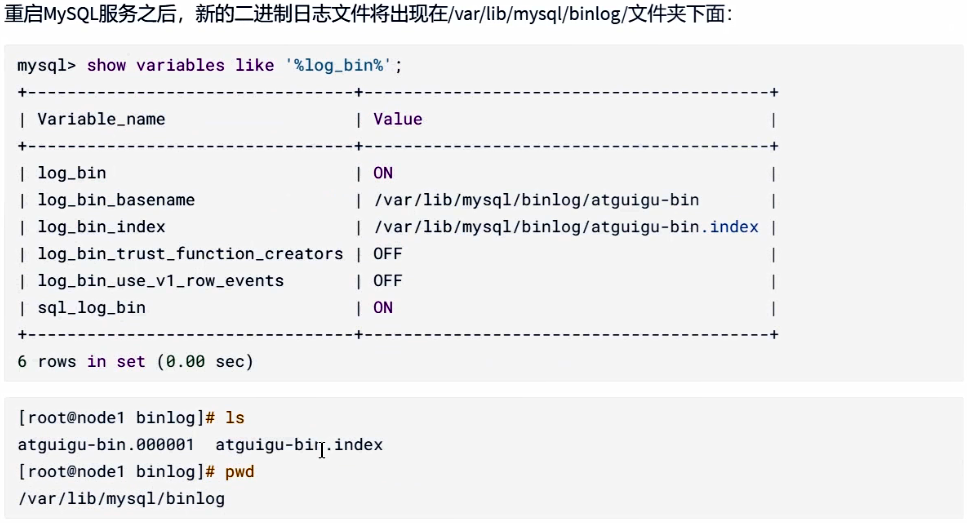 重启MySQL服务之后，新的二进制日志文件将出现在/var/lib/mysql/binlog/文件夹下面：
mysql> show variables like '%log_bin%';
+---------------------------------+----------------------------------------+
| Variable_name                   | Value                                  |
+---------------------------------+----------------------------------------+
| log_bin                         | ON                                     |
| log_bin_basename                | /var/lib/mysql/binlog/atguigu-bin       |
| log_bin_index                   | /var/lib/mysql/binlog/atguigu-bin.index |
| log_bin_trust_function_creators | OFF                                    |
| log_bin_use_v1_row_events       | OFF                                    |
| sql_log_bin                     | ON                                     |
+---------------------------------+----------------------------------------+
6 rows in set (0.00 sec)
[root@node1 binlog]# ls
atguigu-bin.000001  atguigu-bin.index
[root@node1 binlog]# pwd
/var/lib/mysql/binlog